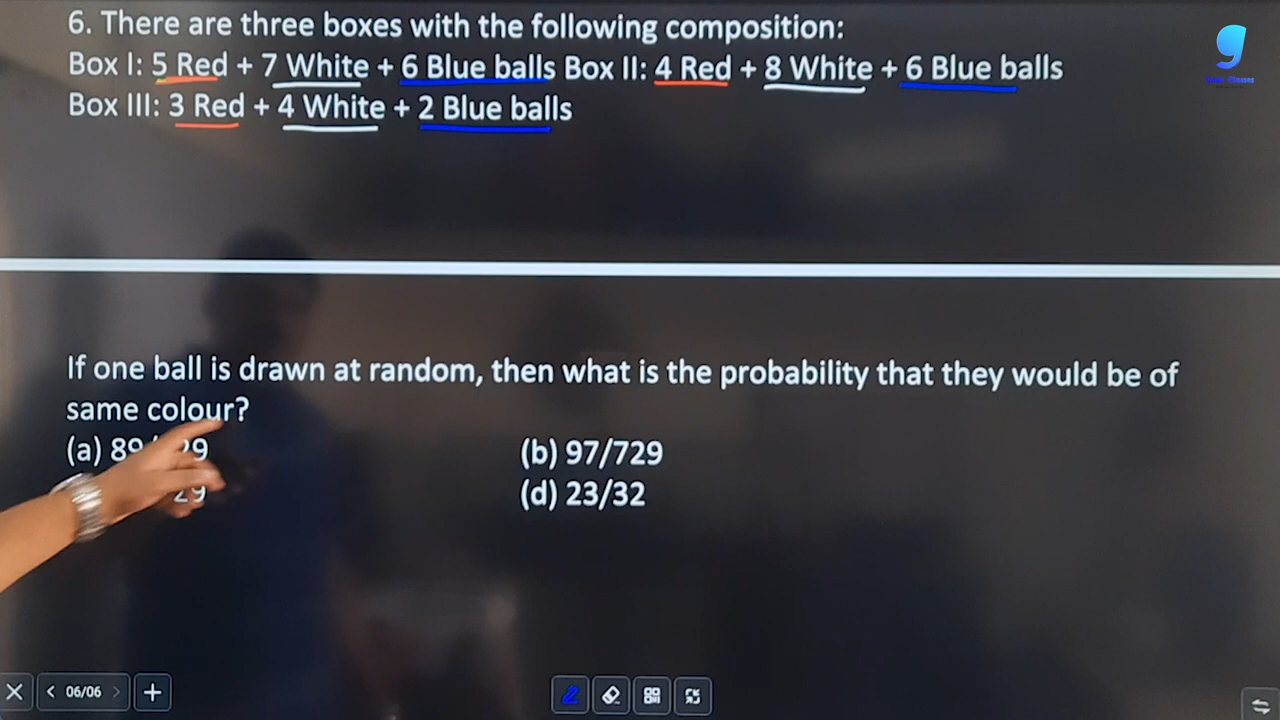 6. There are three boxes with the following composition:
Box I: 5 Red + 7 White + 6 Blue balls Box II: 4 Red + 8 White + 6 Blue balls
Box III: 3 Red + 4 White + 2 Blue balls
If one ball is drawn at random, then what is the probability that they would be of
same colour?
(a) 89 29
(b) 97/729
29
(d) 23/32
06/06